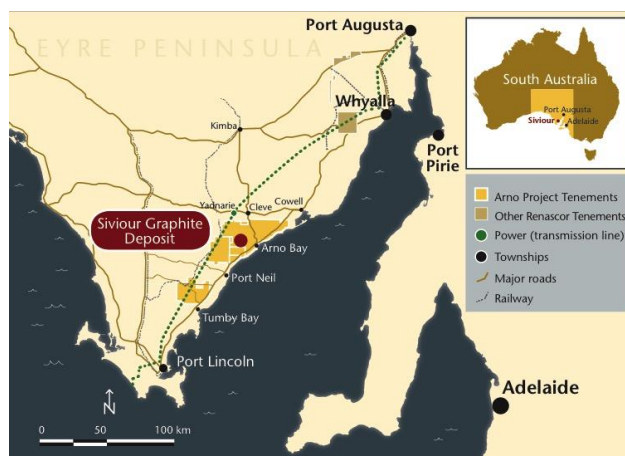 EYRE PENINSULA
Port Augusta
Whyalla
Kimba
Port
Pirie
Yadnarie
Cleve
Cowell
Siviour Graphite
Deposit
Arno Bay
Port Neil
Tumby Bay
Port Lincoln
Adelaide
N
0 50 100 km
South Australia
Port Augusta
Siviour
Adelaide
Arno Project Tenements
Other Renascor Tenements
Power (transmission line)
Townships
Major roads
Railway